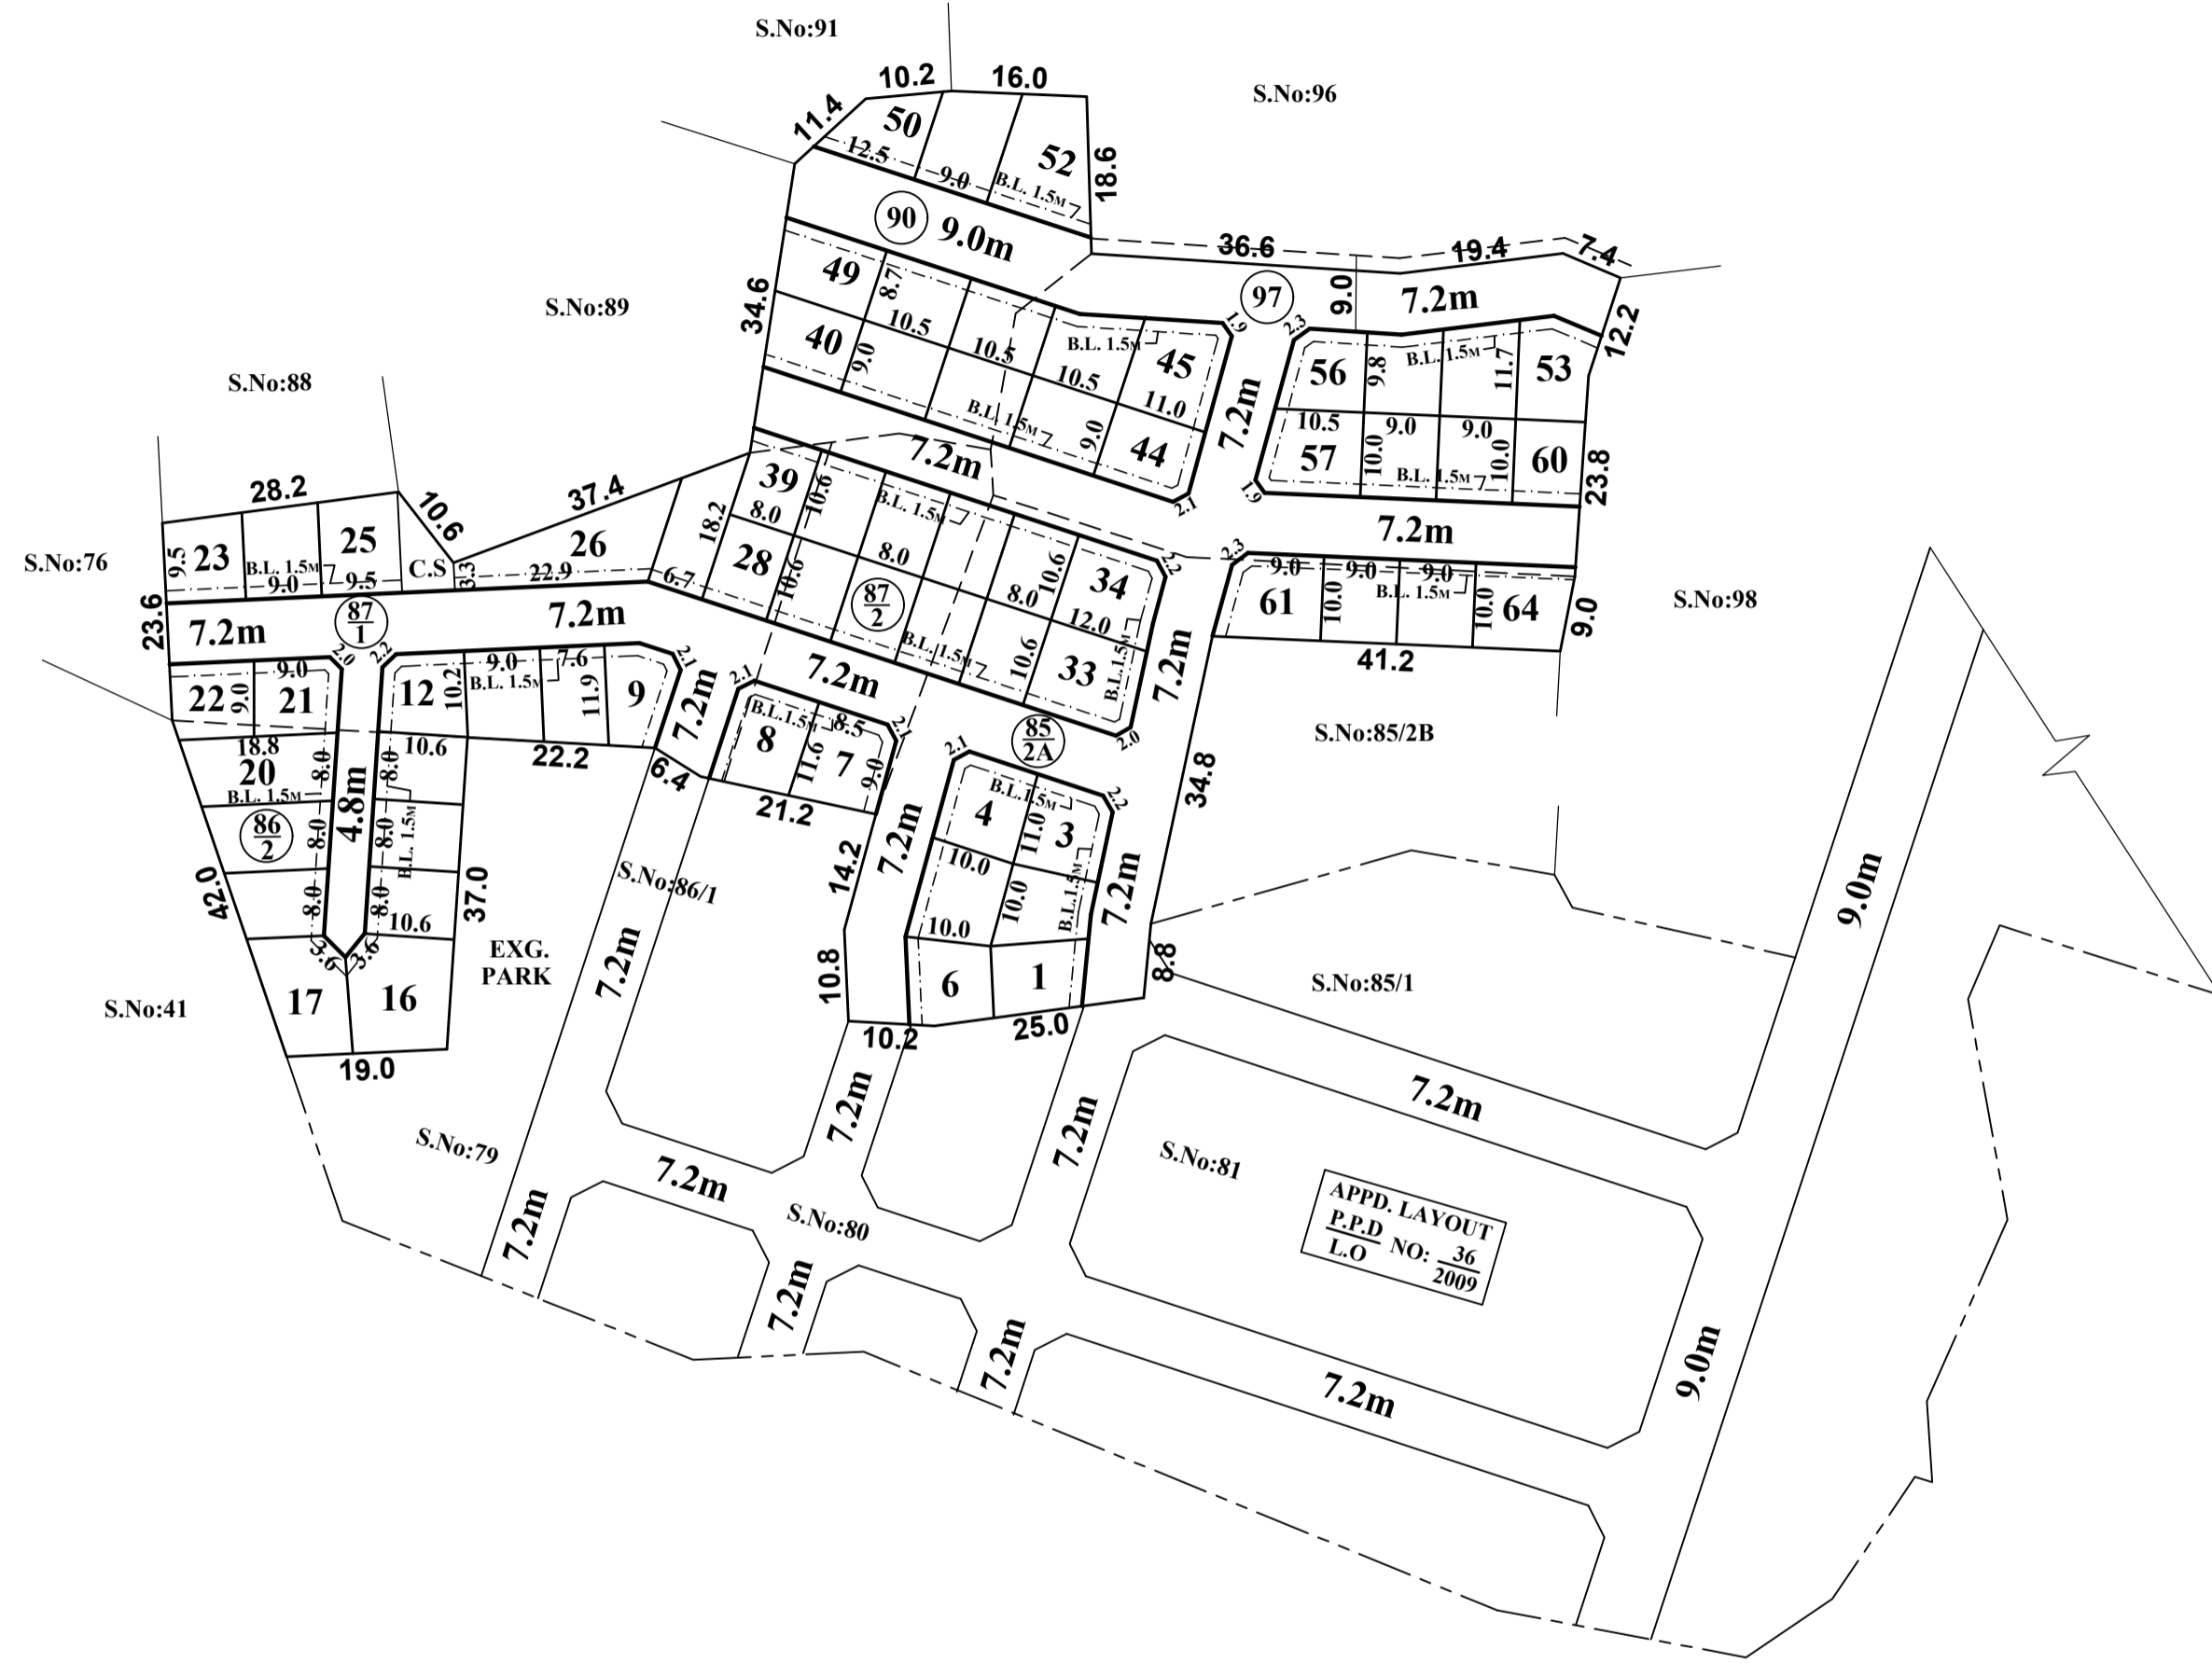 S.No:91
10.2
16.0
S.No:96
11.4
50
12.5
9.0
52
B.L. 1.5M
18.6
90
9.0m
36.6
19.4
7.4
S.No:89
34.6
49
8.7
10.5
97
9.0
7.2m
12.2
40
9.0
10.5
10.5
B.L. 1.5M
45
11.0
1.9
2.3
56
9.8
B.L. 1.5M
11.7
53
7.2m
10.5
9.0
9.0
57
10.0
B.L. 1.5M
10.0
60
23.8
1.9
B.L. 1.5M
9.0
44
2.1
S.No:88
28.2
10.6
37.4
7.2m
7.2m
S.No:76
9.5
23
B.L. 1.5M
9.0
25
9.5
C.S
3.3
26
22.9
6.7
18.2
39
8.0
10.6
28
10.6
B.L. 1.5M
8.0
87
2
B.L. 1.5M
8.0
10.6
34
12.0
2.2
10.6
33
B.L.1.5M
2.0
2.3
9.0
9.0
9.0
61
10.0
B.L. 1.5M
10.0
64
9.0
41.2
S.No:98
23.6
7.2m
87
1
7.2m
2.0
2.2
9.0
22
9.0
21
12
10.2
9.0
B.L. 1.5M
7.6
11.9
9
2.1
7.2m
7.2m
7.2m
85
2A
S.No:85/2B
2.1
B.L.1.5M
8
8.5
11.6
7
9.0
2.1
21.2
6.4
22.2
18.8
20
B.L. 1.5M
8.0
10.6
8.0
86
2
8.0
4.8m
8.0
B.L. 1.5M
8.0
8.0
10.6
42.0
37.0
3.6
3.6
17
16
19.0
EXG.
PARK
S.No:41
S.No:86/1
7.2m
14.2
7.2m
10.8
2.1
B.L.1.5M
4
11.0
3
2.2
10.0
10.0
B.L.1.5M
10.0
6
1
10.2
25.0
7.2m
34.8
8.8
S.No:85/1
9.0m
S.No:79
7.2m
7.2m
7.2m
7.2m
S.No:80
7.2m
7.2m
S.No:81
7.2m
APPD. LAYOUT
P.P.D
L.O
NO:
36
2009
7.2m
7.2m
9.0m